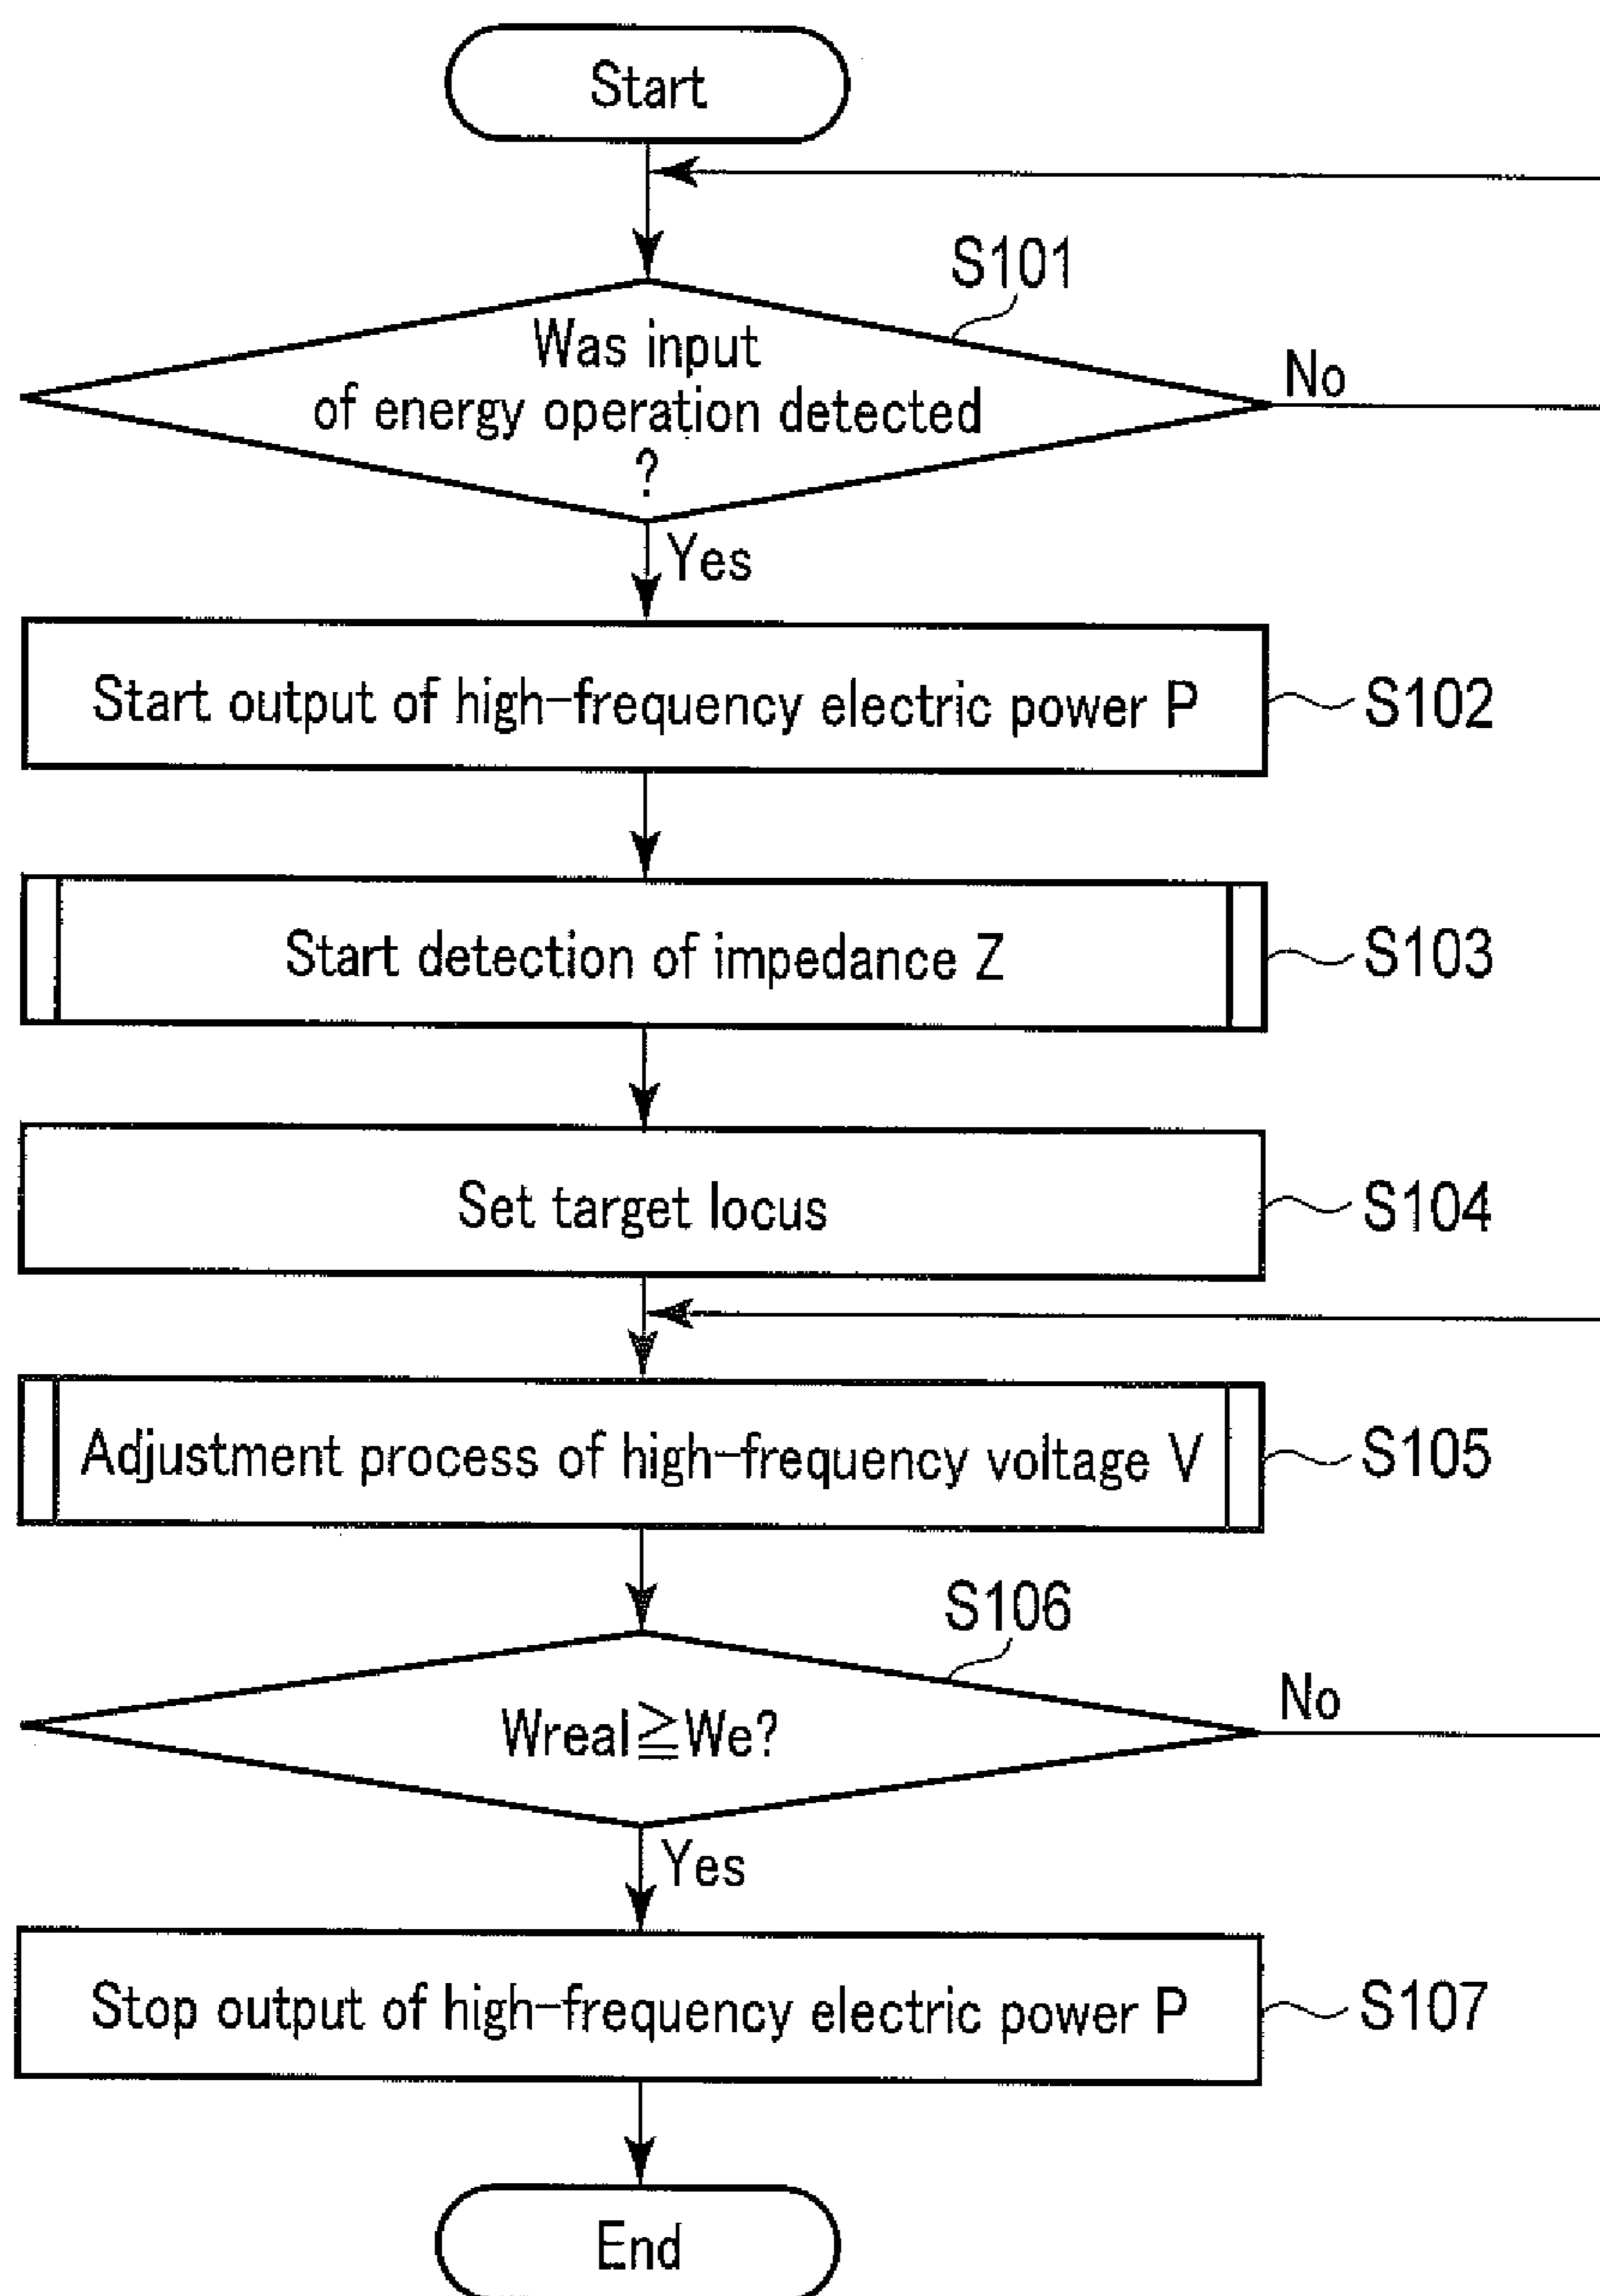 Start
S101
Was input
of energy operation detected
?
No
Yes
Start output of high-frequency electric power P
S102
Start detection of impedance Z
S103
Set target locus
S104
Adjustment process of high-frequency voltage V
S105
S106
Wreal≧We?
No
Yes
Stop output of high-frequency electric power P
S107
End